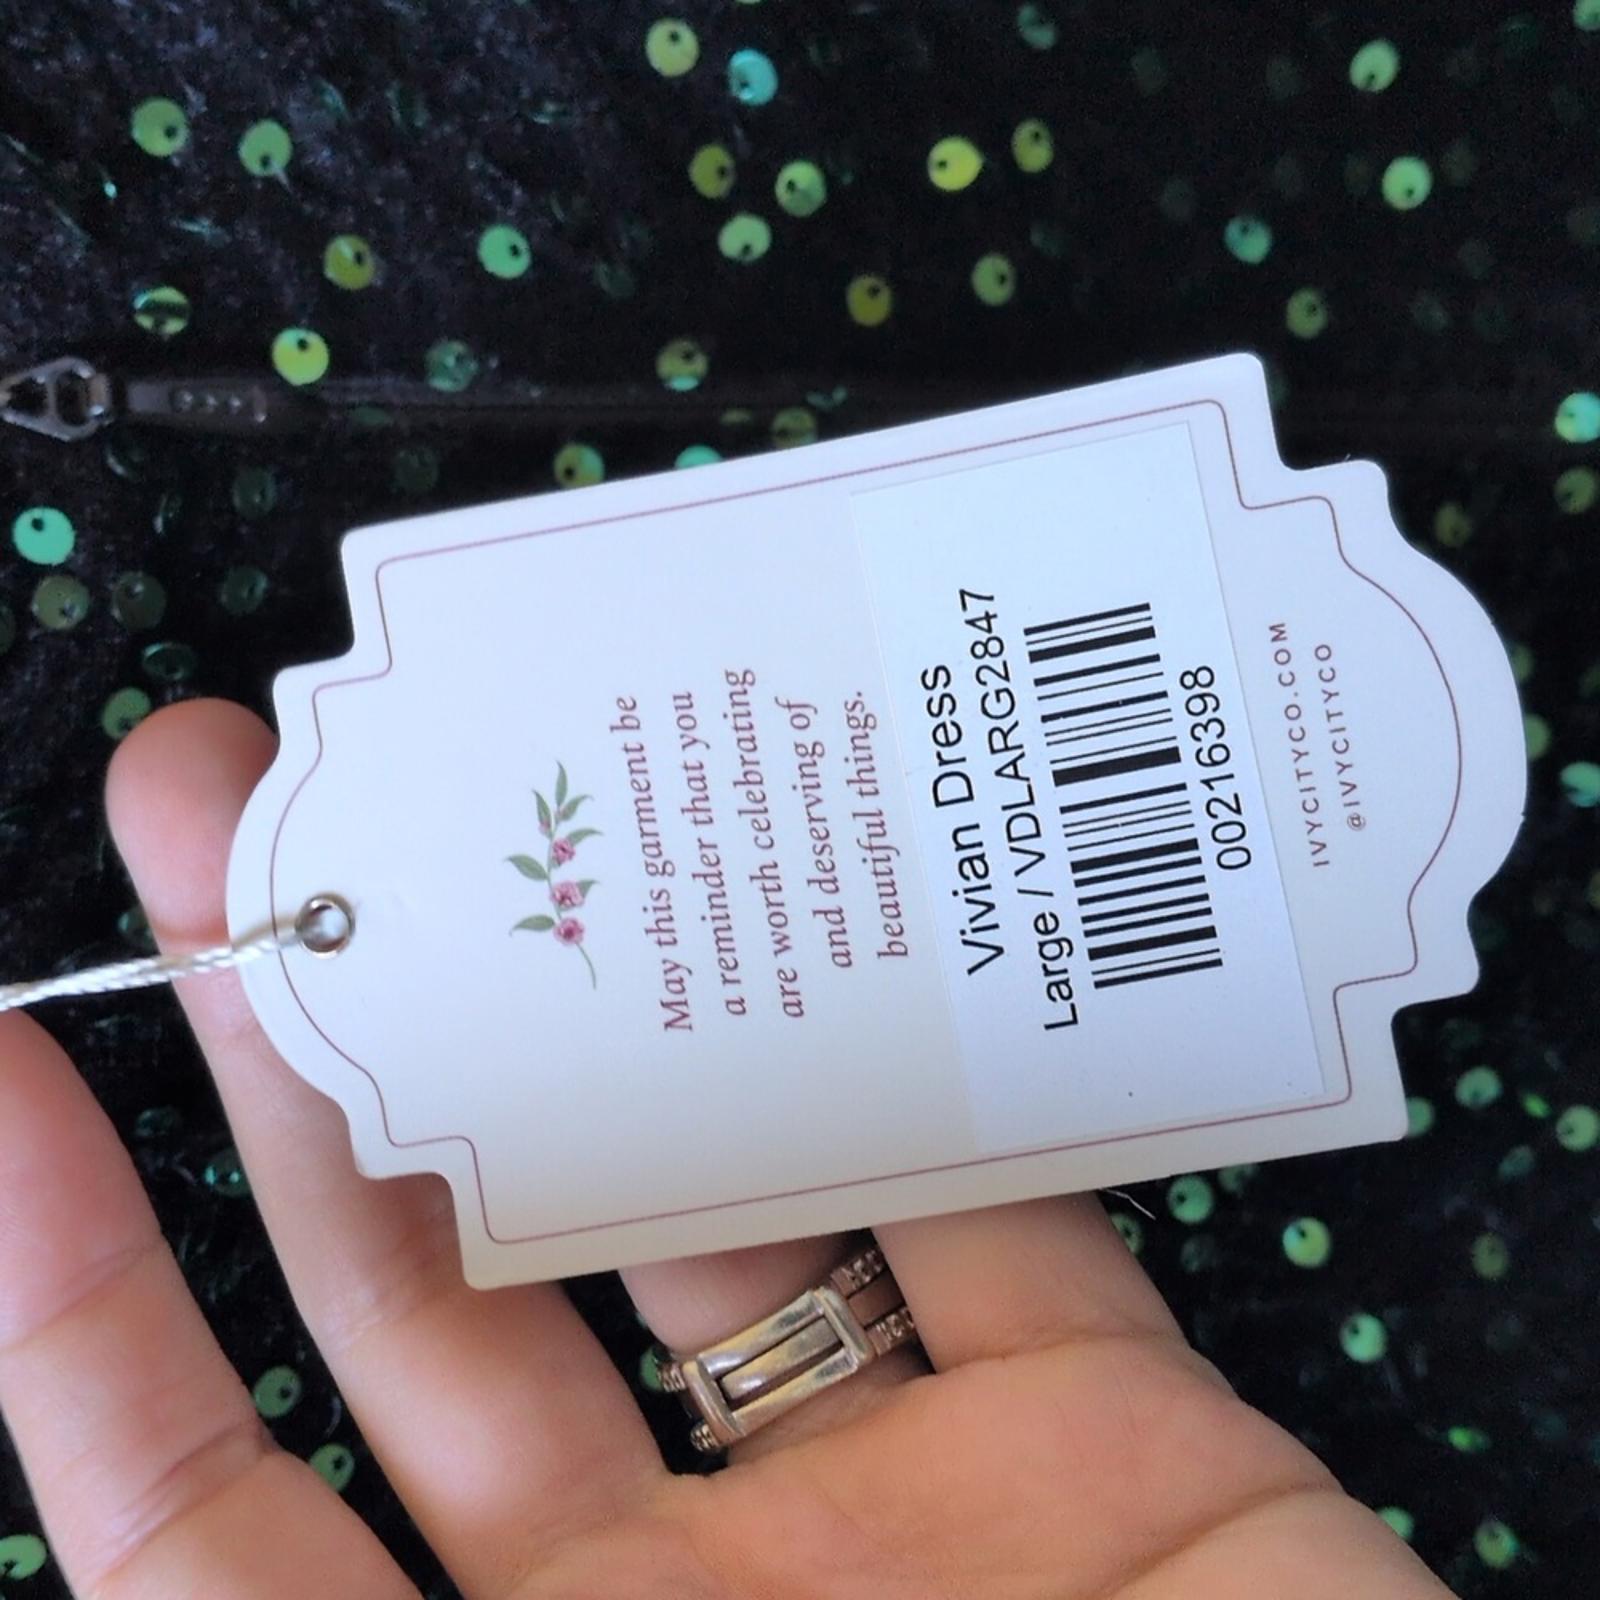 May this garment be
a reminder that you
are worth celebrating
and deserving of
beautiful things.
Vivian Dress
Large / VDLARG2847
00216398
IVYCITYCO.COM
@IVYCITYCO